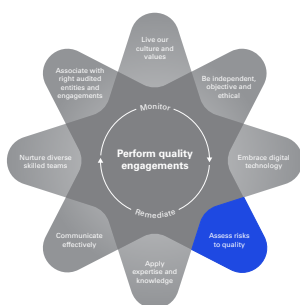 Live our
culture and
values
Associate with
right audited
entities and
engagements
Be independent,
objective and
ethical
Monitor
Nurture diverse
skilled teams
Perform quality
engagements
Embrace digital
technology
Remediate
Communicate
effectively
Assess risks
to quality
Apply
expertise and
knowledge